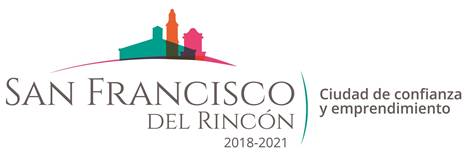 SAN FRANCISCO
DEL RINCÓN
2018-2021
Ciudad de confianza
y emprendimiento